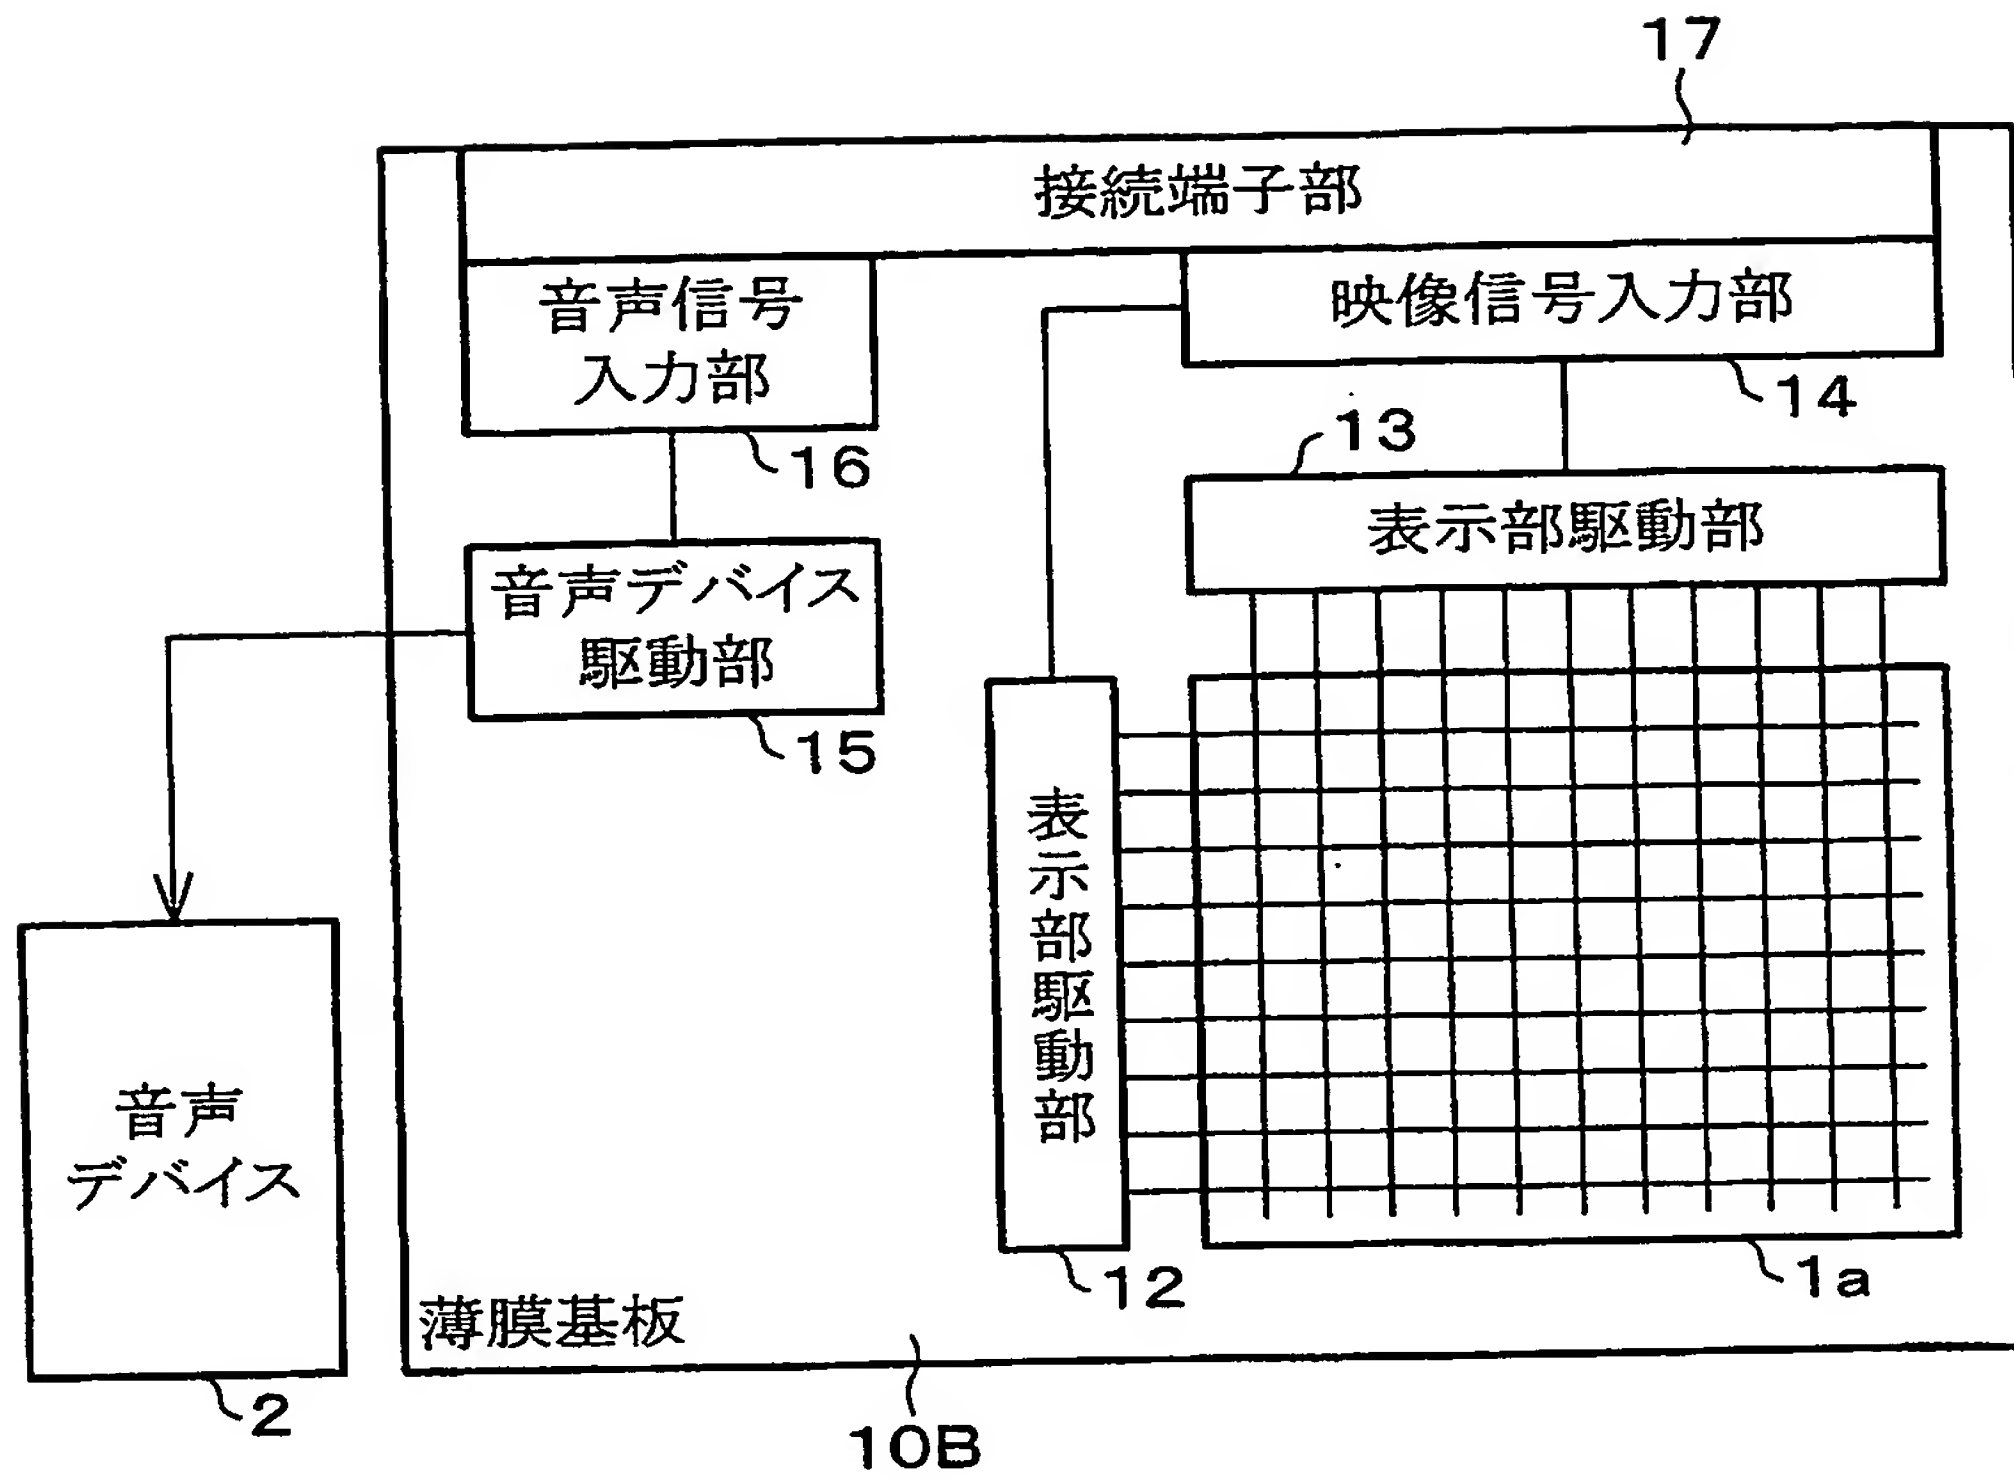 17
接続端子部
音声信号
入力部
映像信号入力部
14
13
16
表示部駆動部
音声デバイス
駆動部
15
表示部駆動部
音声
デバイス
12
1a
薄膜基板
2
10B